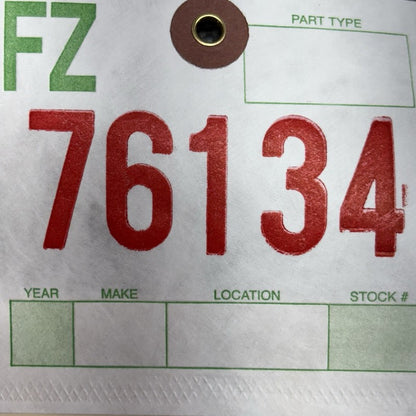 FZ
PART TYPE
76134
YEAR MAKE LOCATION STOCK #